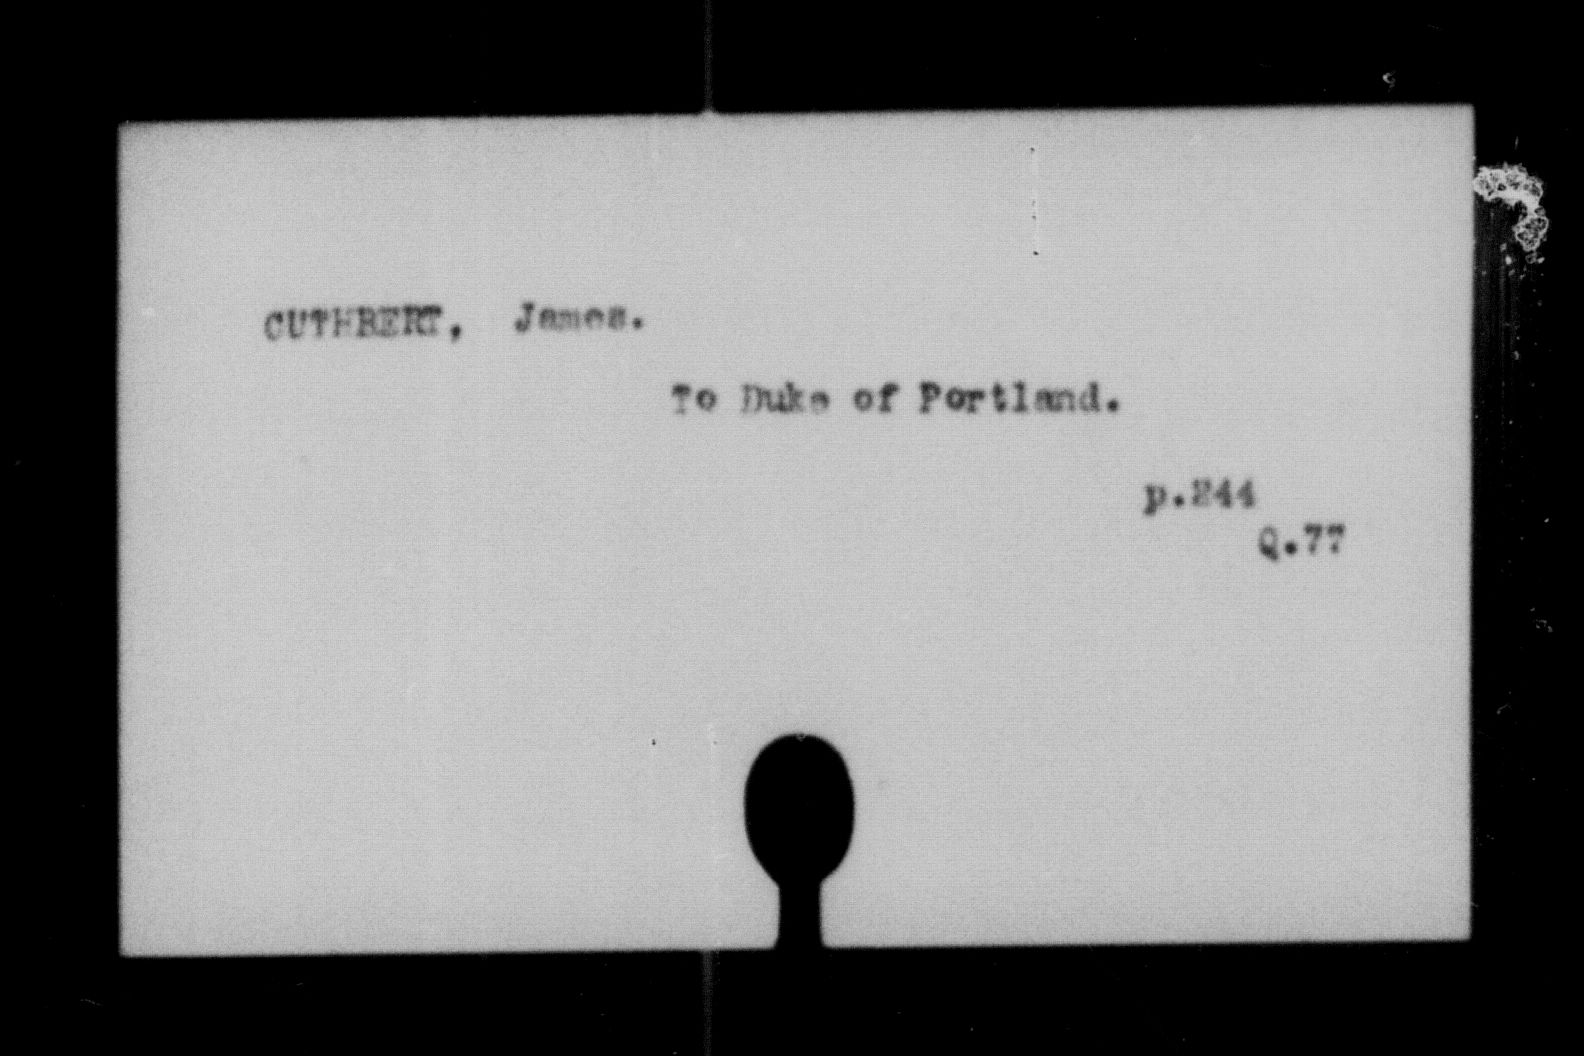 CUTHBERT, James.
To Duke of Portland.
p.244
Q.77